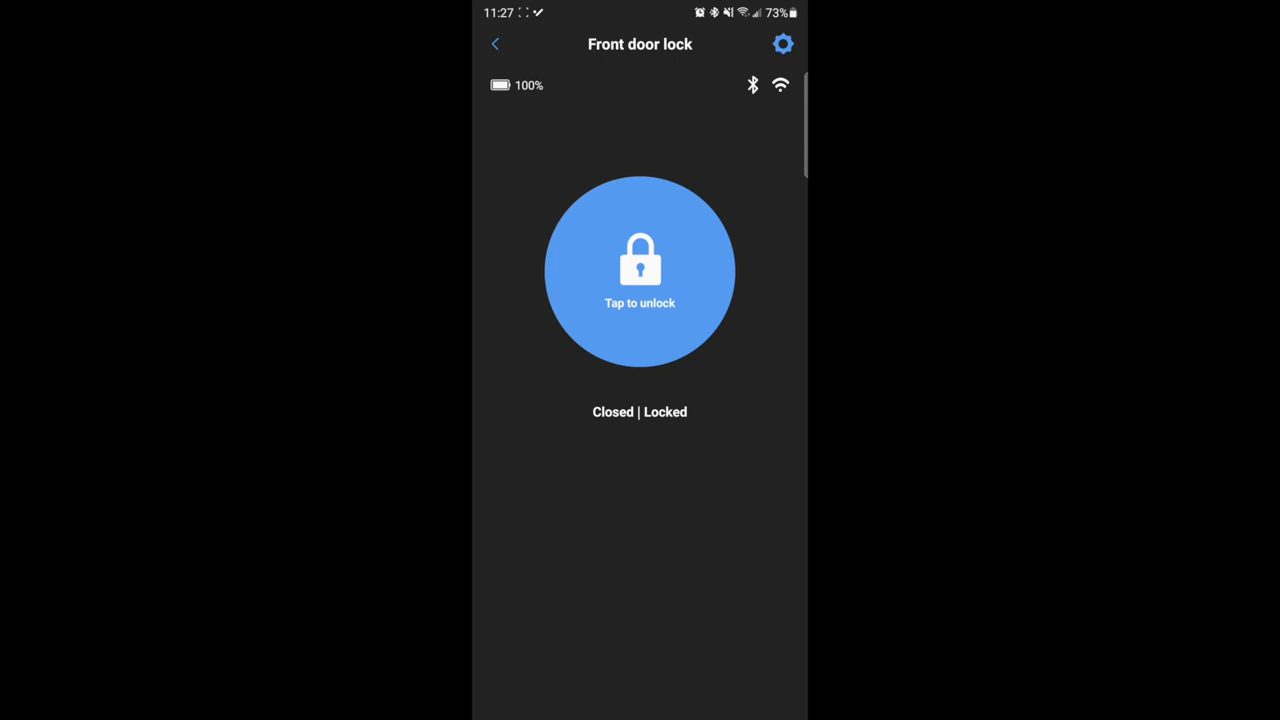 11:27 73%
Front door lock
100%
Tap to unlock
Closed | Locked